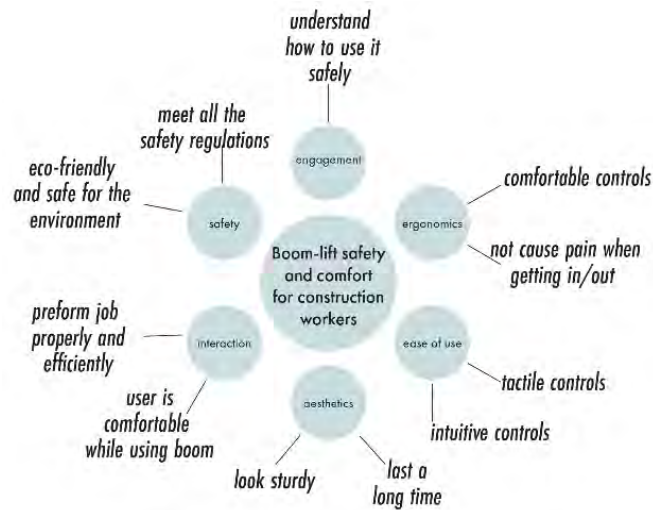 understand
how to use it
safely
engagement
meet all the
safety regulations
eco-friendly
and safe for the
environment
safety
comfortable controls
ergonomics
not cause pain when
getting in/out
Boom-lift safety
and comfort
for construction
workers
preform job
properly and
efficiently
interaction
user is
comfortable
while using boom
ease of use
tactile controls
intuitive controls
aesthetics
look sturdy
last a
long time